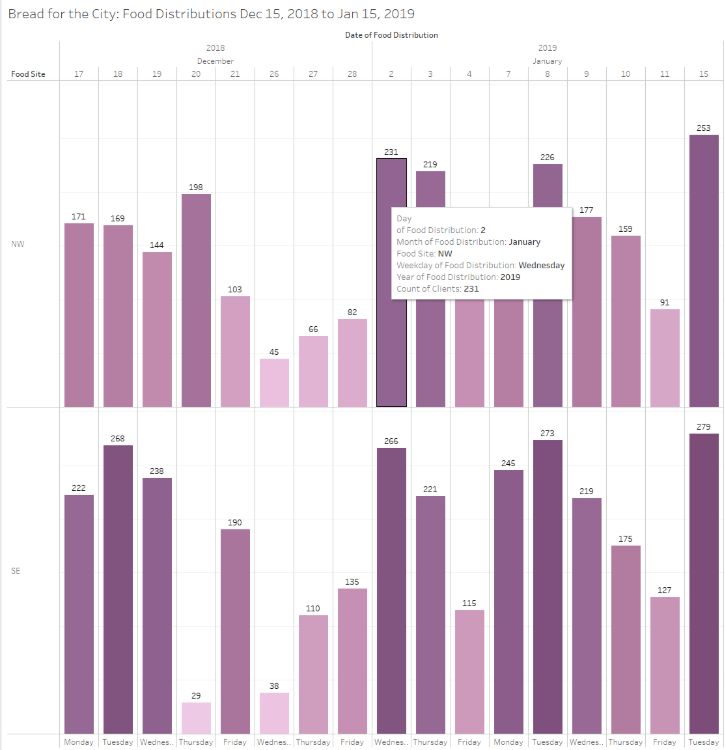 Bread for the City: Food Distributions Dec 15, 2018 to Jan 15, 2019
Date of Food Distribution
2018 2019
December January
Food Site 17 18 19 20 21 26 27 28 2 3 4 7 8 9 10 11 15
253
231
226
219
198
177
171
169
159
144
103
91
82
66
45
NW
Day
of Food Distribution: 2
Month of Food Distribution: January
Food Site: NW
Weekday of Food Distribution: Wednesday
Year of Food Distribution: 2019
Count of Clients: 231
279
273
268
266
245
238
222
221
219
190
175
135
127
115
110
38
29
SE
Monday Tuesday Wednes.. Thursday Friday Wednes.. Thursday Friday Wednes.. Thursday Friday Monday Tuesday Wednes.. Thursday Friday Tuesday